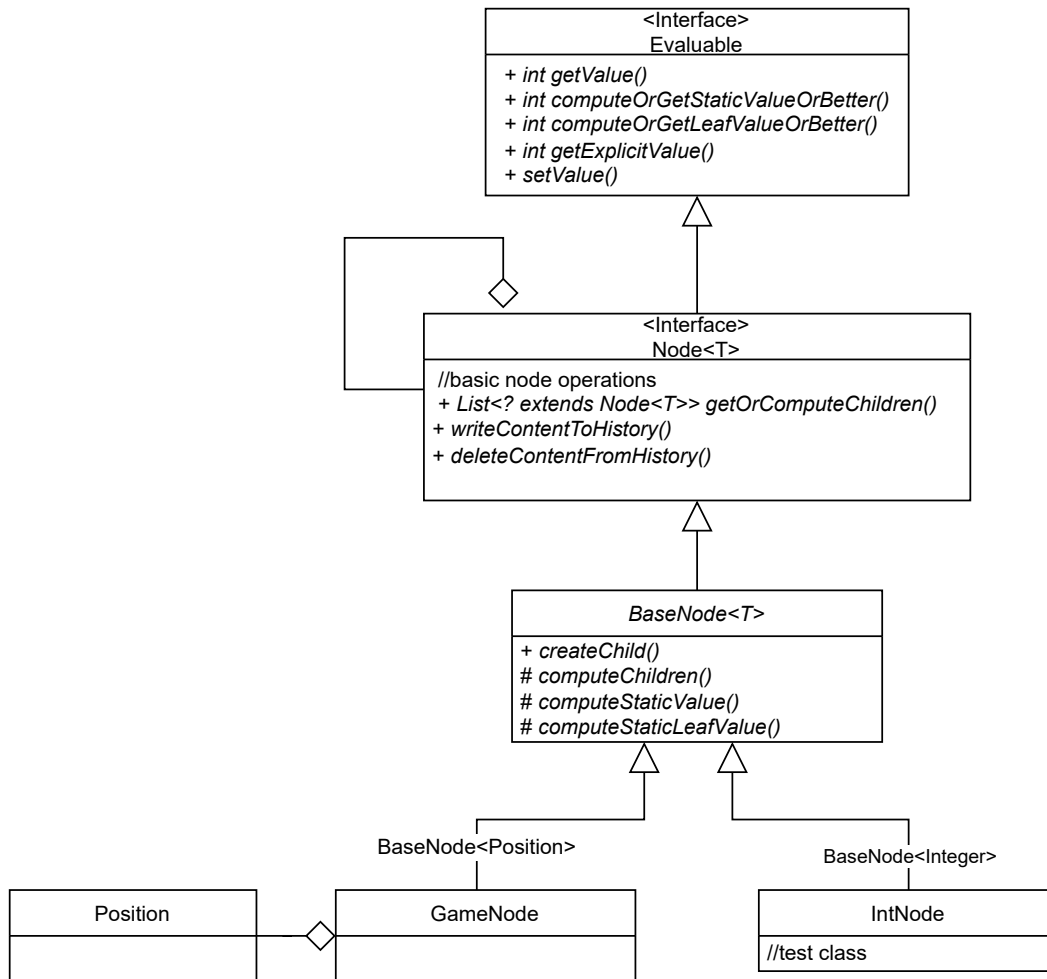 <Interface>
Evaluable
+ int getValue()
+ int computeOrGetStaticValueOrBetter()
+ int computeOrGetLeafValueOrBetter()
+ int getExplicitValue()
+ setValue()
<Interface>
Node<T>
//basic node operations
+ List<? extends Node<T>> getOrComputeChildren()
+ writeContentToHistory()
+ deleteContentFromHistory()
BaseNode<T>
+ createChild()
# computeChildren()
# computeStaticValue()
# computeStaticLeafValue()
BaseNode<Position>
BaseNode<Integer>
Position
GameNode
IntNode
//test class